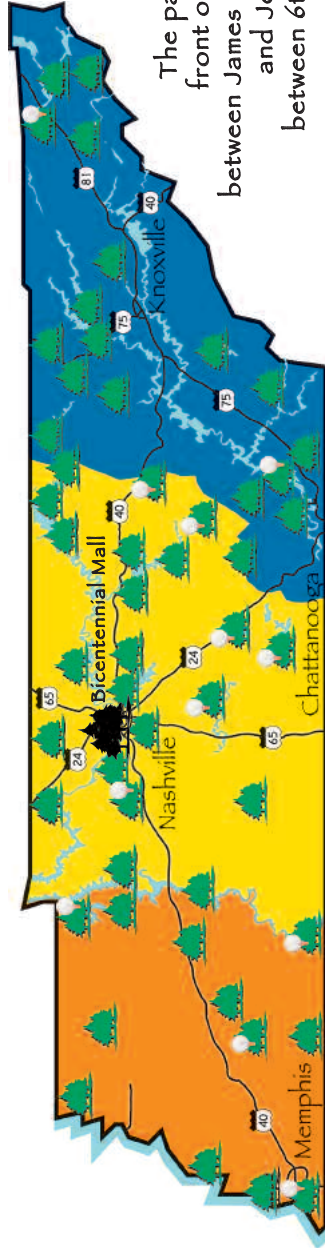 The pa
front o
between James
and Je
between 6t
65
24
Bicentennial Mall
40
81
40
75
Knoxville
75
Nashville
24
65
Chattanooga
40
Memphis